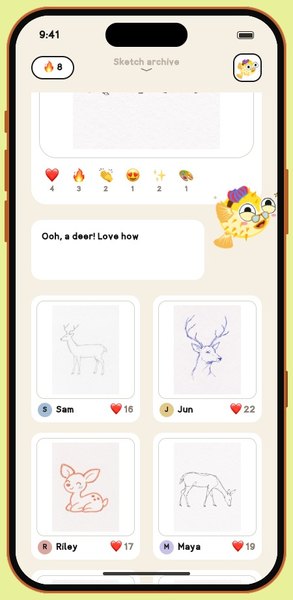 9:41
Sketch archive
🔥 8
❤️ 🔥 👏 😍 ✨ 🎨
4 3 2 1 2 1
Ooh, a deer! Love how
S Sam ❤️ 16
J Jun ❤️ 22
R Riley ❤️ 17
M Maya ❤️ 19